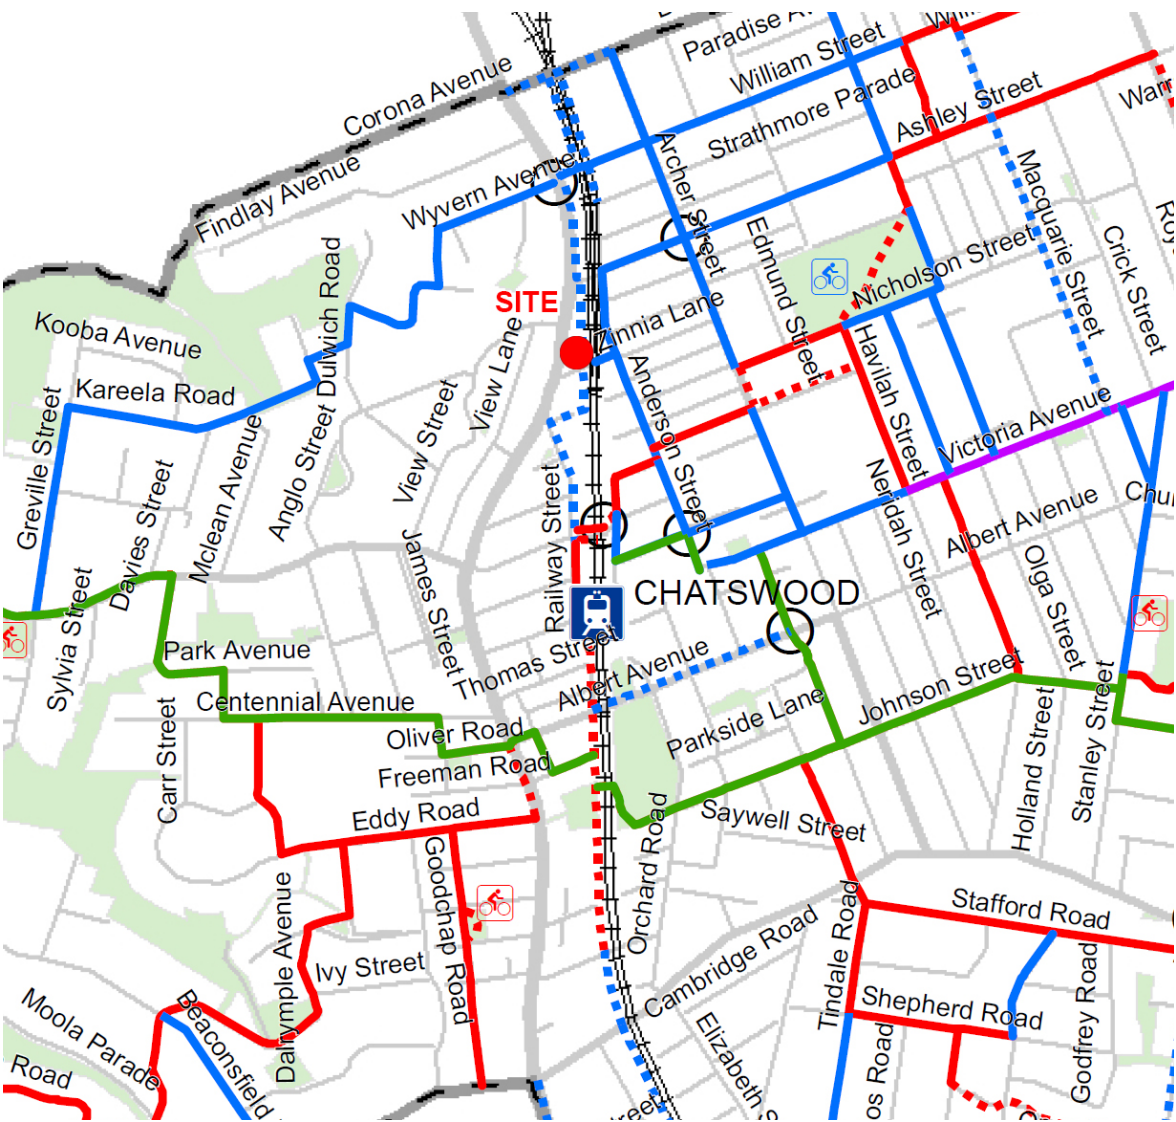 Paradise Av
William Street
Corona Avenue
Strathmore Parade
Ashley Street
Findlay Avenue
Wyvern Avenue
Archer Street
Macquarie Street
Edmund Street
Crick Street
Nicholson Street
Dulwich Road
SITE
Zinnia Lane
Kooba Avenue
View Lane
Kareela Road
Anderson Street
Havilah Street
Greville Street
View Street
Anglo Street
Mclean Avenue
Victoria Avenue
Davies Street
Railway Street
Neridah Street
Albert Avenue
James Street
CHATSWOOD
Olga Street
Sylvia Street
Park Avenue
Thomas Street
Albert Avenue
Centennial Avenue
Carr Street
Oliver Road
Parkside Lane
Johnson Street
Freeman Road
Holland Street
Stanley Street
Eddy Road
Saywell Street
Orchard Road
Goodchap Road
Dalrymple Avenue
Stafford Road
Tindale Road
Cambridge Road
Ivy Street
Shepherd Road
Godfrey Road
Moola Parade
Beaconsfield
Elizabeth S
Road
os Road
reet